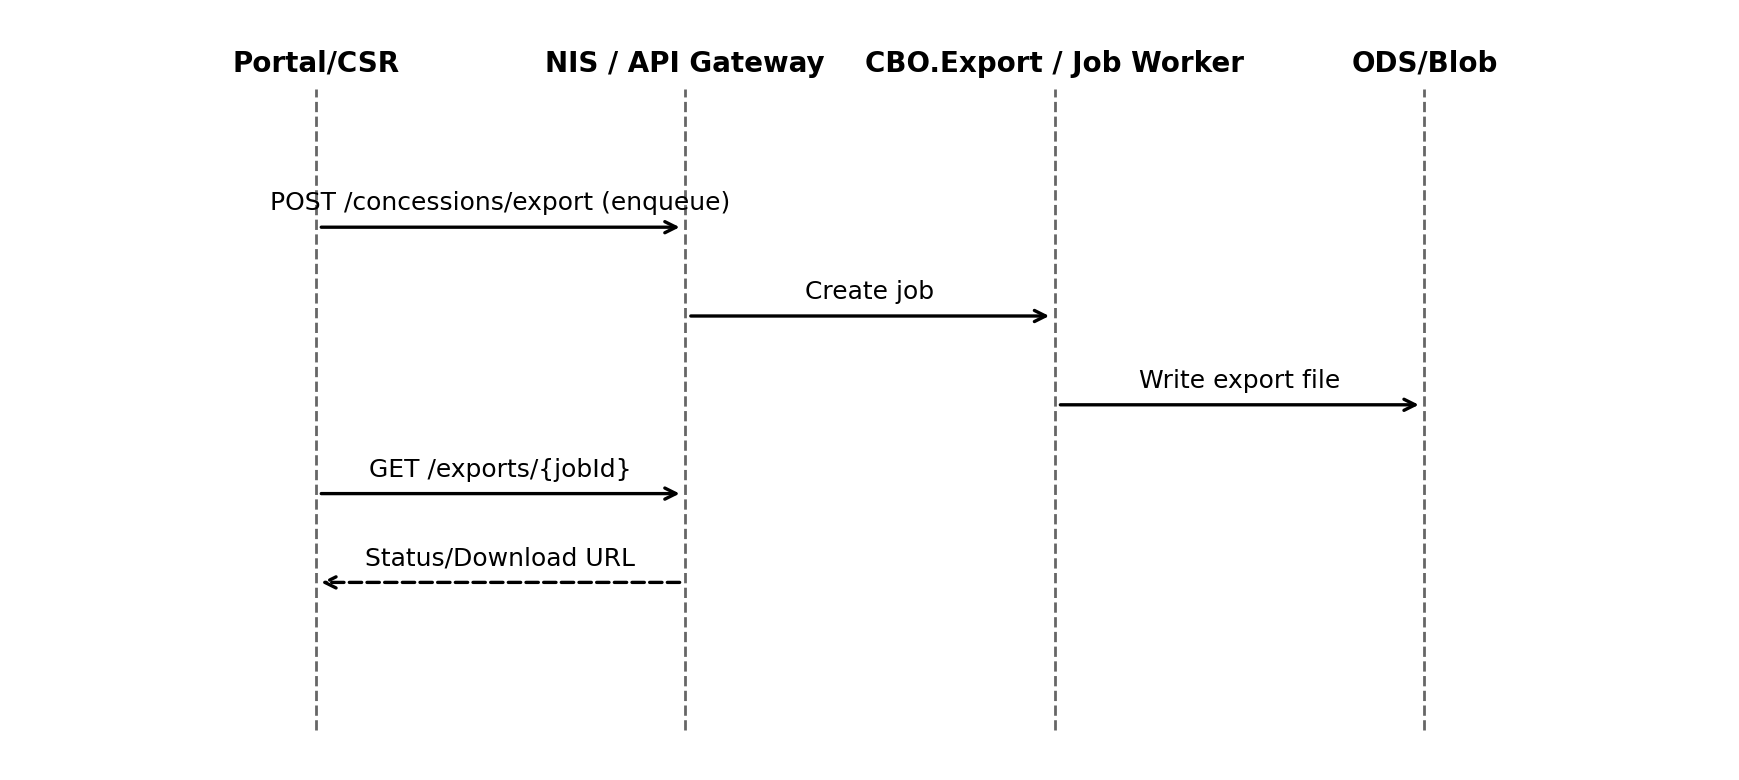 Portal/CSR
NIS / API Gateway
CBO.Export / Job Worker
ODS/Blob
POST /concessions/export (enqueue)
Create job
Write export file
GET /exports/{jobId}
Status/Download URL